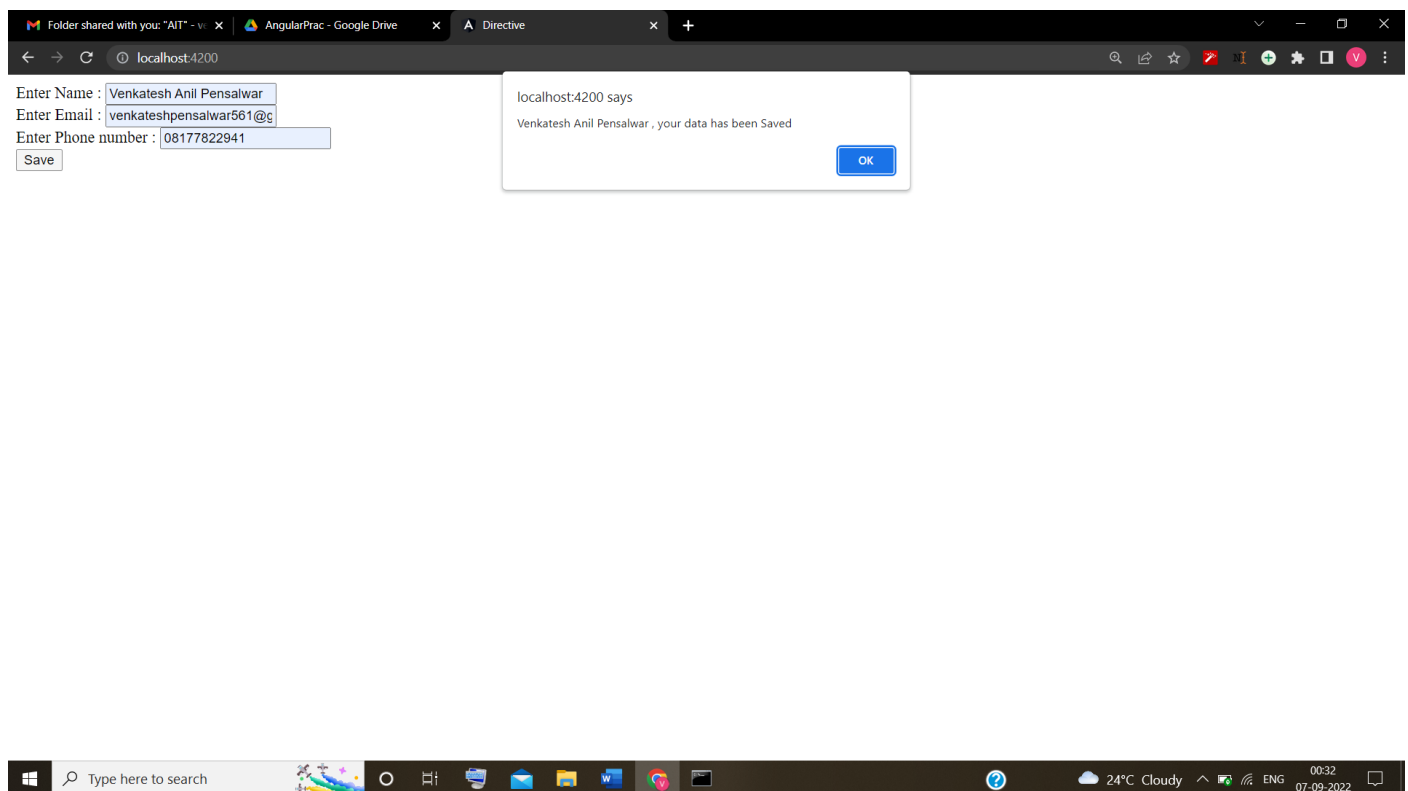 Folder shared with you: "AIT" - ve
AngularPrac - Google Drive
Directive
localhost:4200
Enter Name : Venkatesh Anil Pensalwar
Enter Email : venkateshpensalwar561@g
Enter Phone number : 08177822941
Save
localhost:4200 says
Venkatesh Anil Pensalwar , your data has been Saved
OK
Type here to search
24°C Cloudy
ENG
00:32
07-09-2022